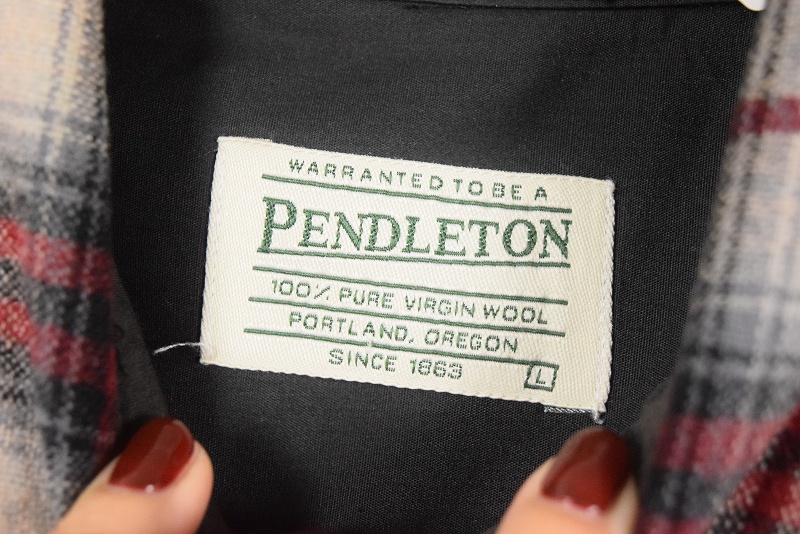 WARRANTED TO BE A
PENDLETON
100% PURE VIRGIN WOOL
PORTLAND, OREGON
SINCE 1863
L